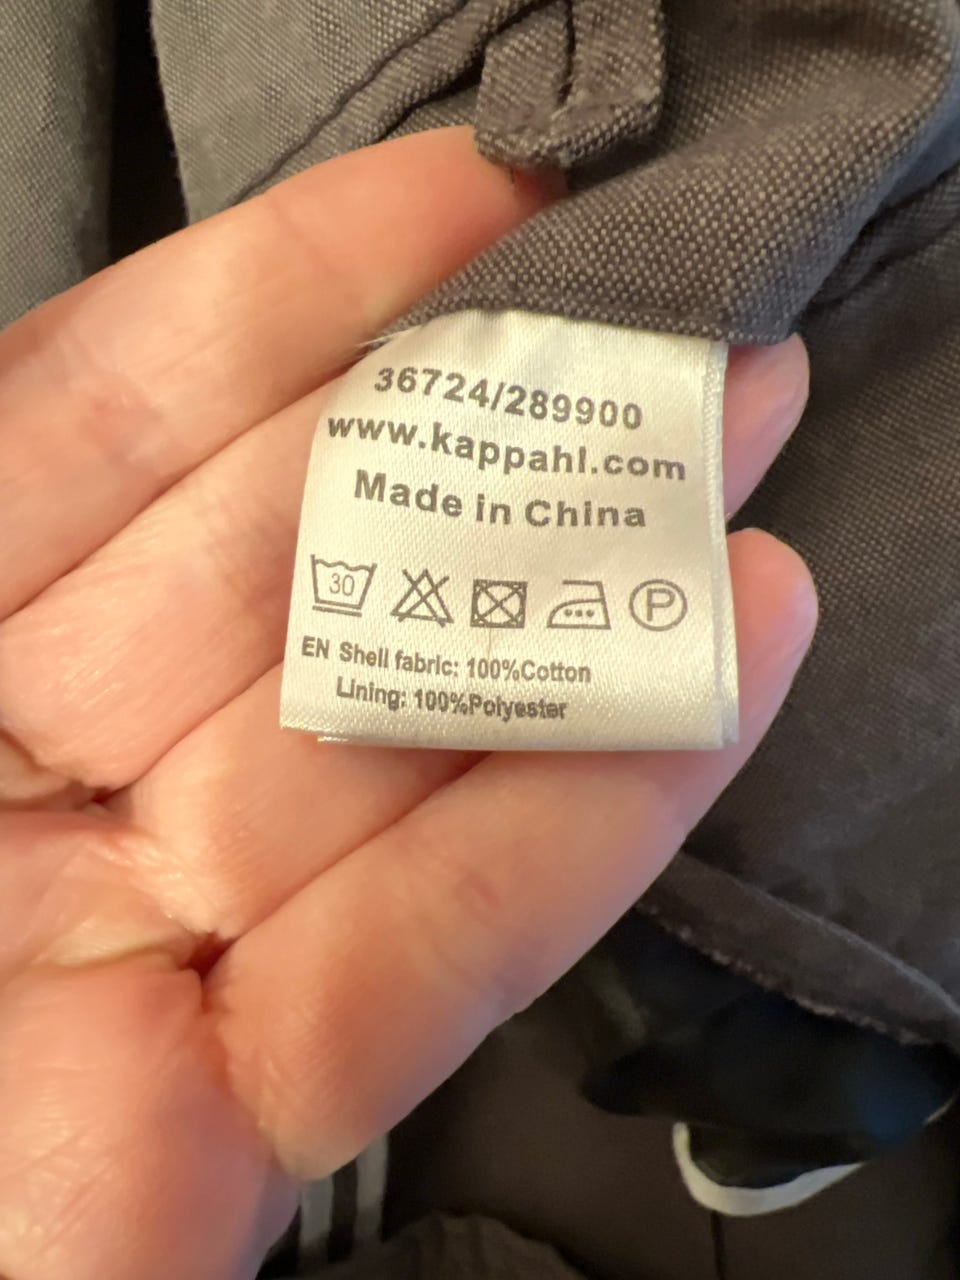 36724/289900
www.kappahl.com
Made in China
30 P
EN Shell fabric: 100%Cotton
Lining: 100%Polyester